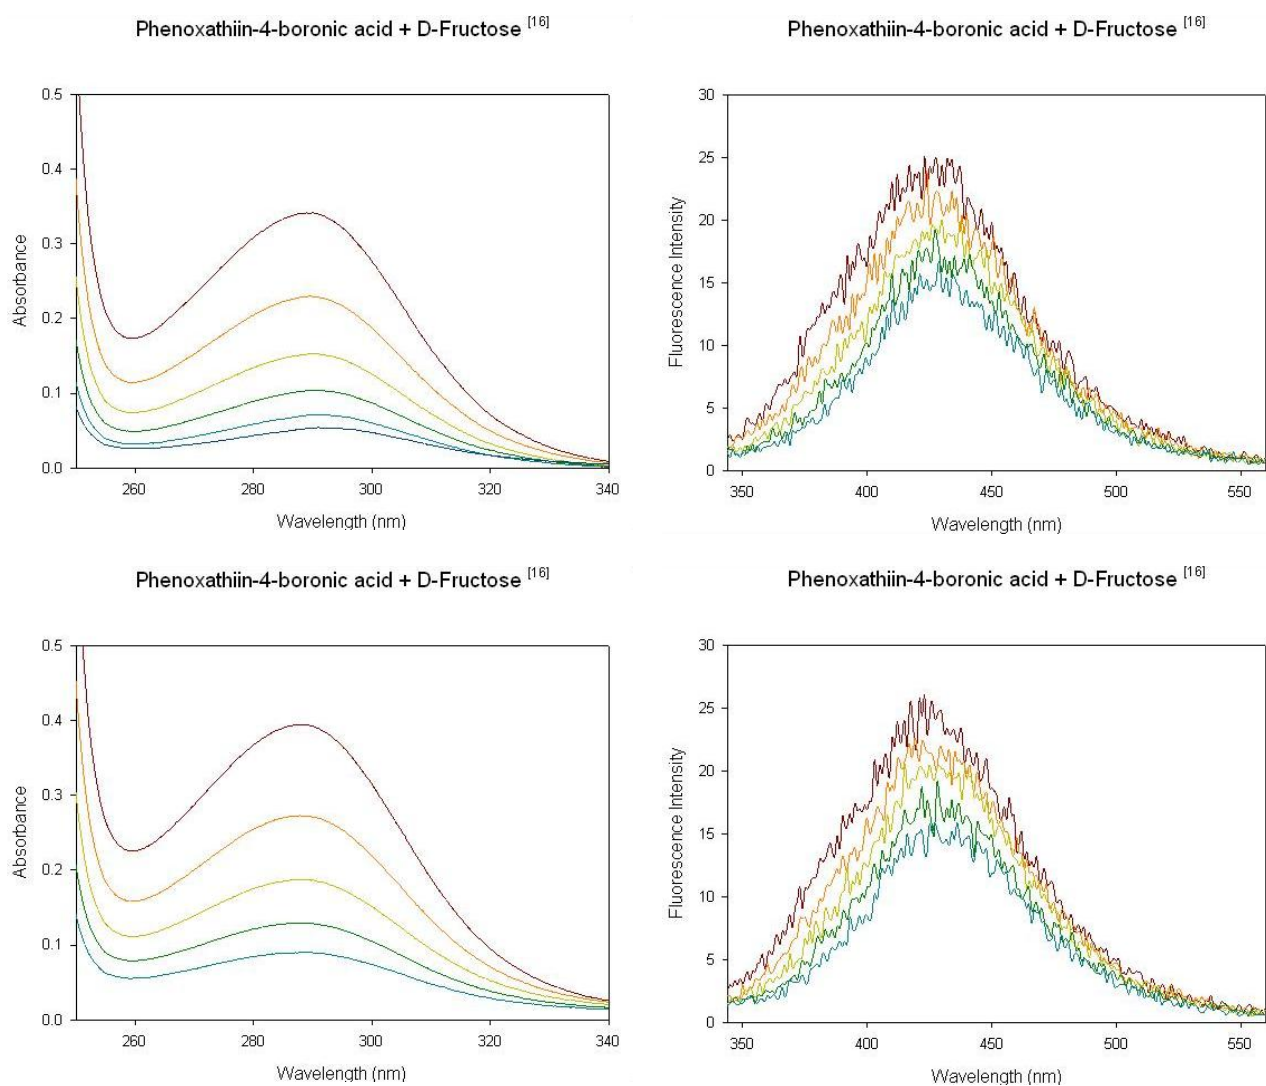 Phenoxathiin-4-boronic acid + D-Fructose [16]
Phenoxathiin-4-boronic acid + D-Fructose [16]
0.5
0.4
0.3
0.2
0.1
0.0
Absorbance
260 280 300 320 340
Wavelength (nm)
30
25
20
15
10
5
0
Fluorescence Intensity
350 400 450 500 550
Wavelength (nm)
Phenoxathiin-4-boronic acid + D-Fructose [16]
Phenoxathiin-4-boronic acid + D-Fructose [16]
0.5
0.4
0.3
0.2
0.1
0.0
Absorbance
260 280 300 320 340
Wavelength (nm)
30
25
20
15
10
5
0
Fluorescence Intensity
350 400 450 500 550
Wavelength (nm)